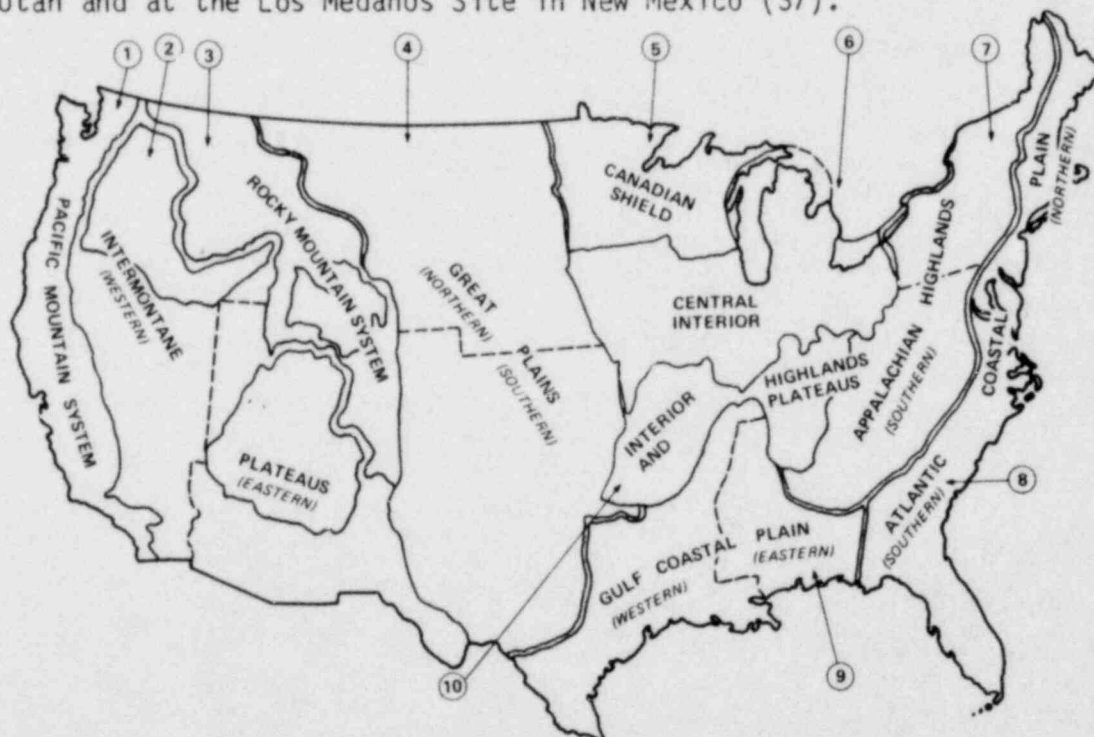 Utah and at the Los Medanos Site in New Mexico (37).
1
2
3
4
5
6
7
PACIFIC MOUNTAIN SYSTEM
INTERMONTANE
(WESTERN)
PLATEAUS
(EASTERN)
ROCKY MOUNTAIN SYSTEM
GREAT
(NORTHERN)
PLAINS
(SOUTHERN)
CANADIAN
SHIELD
CENTRAL
INTERIOR
INTERIOR
AND
HIGHLANDS
PLATEAUS
APPALACHIAN
(SOUTHERN)
HIGHLANDS
COASTAL
PLAIN
(NORTHERN)
ATLANTIC
(SOUTHERN)
GULF COASTAL PLAIN
(WESTERN)
(EASTERN)
8
9
10